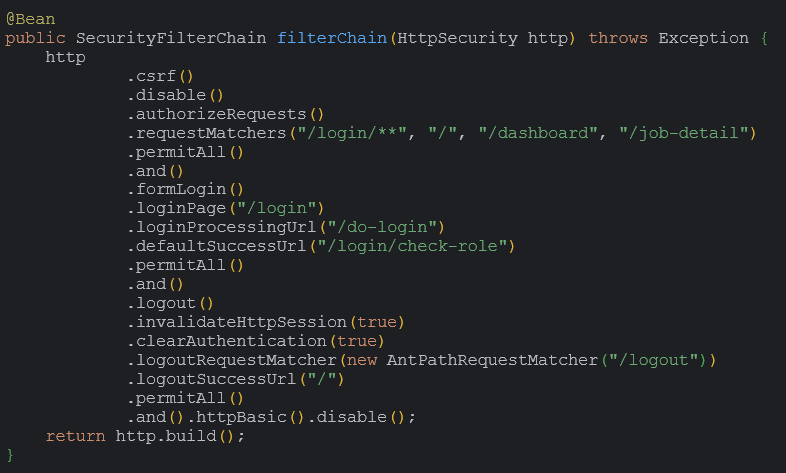 @Bean
public SecurityFilterChain filterChain(HttpSecurity http) throws Exception {
    http
            .csrf()
            .disable()
            .authorizeRequests()
            .requestMatchers("/login/**", "/", "/dashboard", "/job-detail")
            .permitAll()
            .and()
            .formLogin()
            .loginPage("/login")
            .loginProcessingUrl("/do-login")
            .defaultSuccessUrl("/login/check-role")
            .permitAll()
            .and()
            .logout()
            .invalidateHttpSession(true)
            .clearAuthentication(true)
            .logoutRequestMatcher(new AntPathRequestMatcher("/logout"))
            .logoutSuccessUrl("/")
            .permitAll()
            .and().httpBasic().disable();
    return http.build();
}